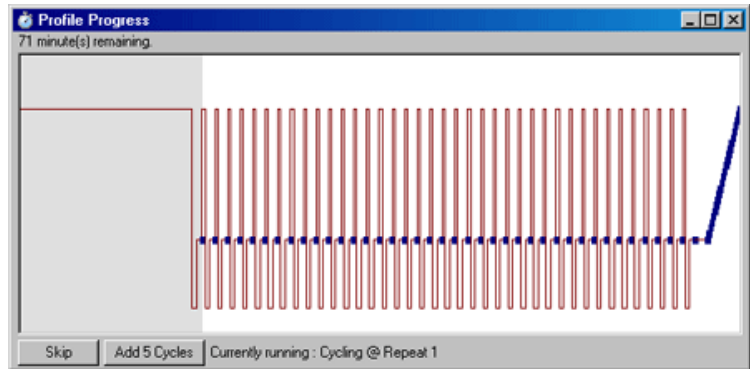 Profile Progress
71 minute(s) remaining.
Skip Add 5 Cycles Currently running : Cycling @ Repeat 1